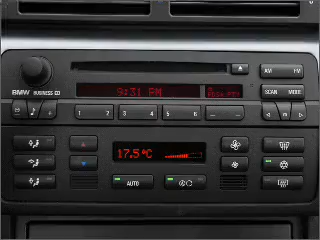 AM FM
9:31 PM
BMW BUSINESS CD
SCAN MODE
1 2 3 4 5 6
m
17.5°C
AUTO